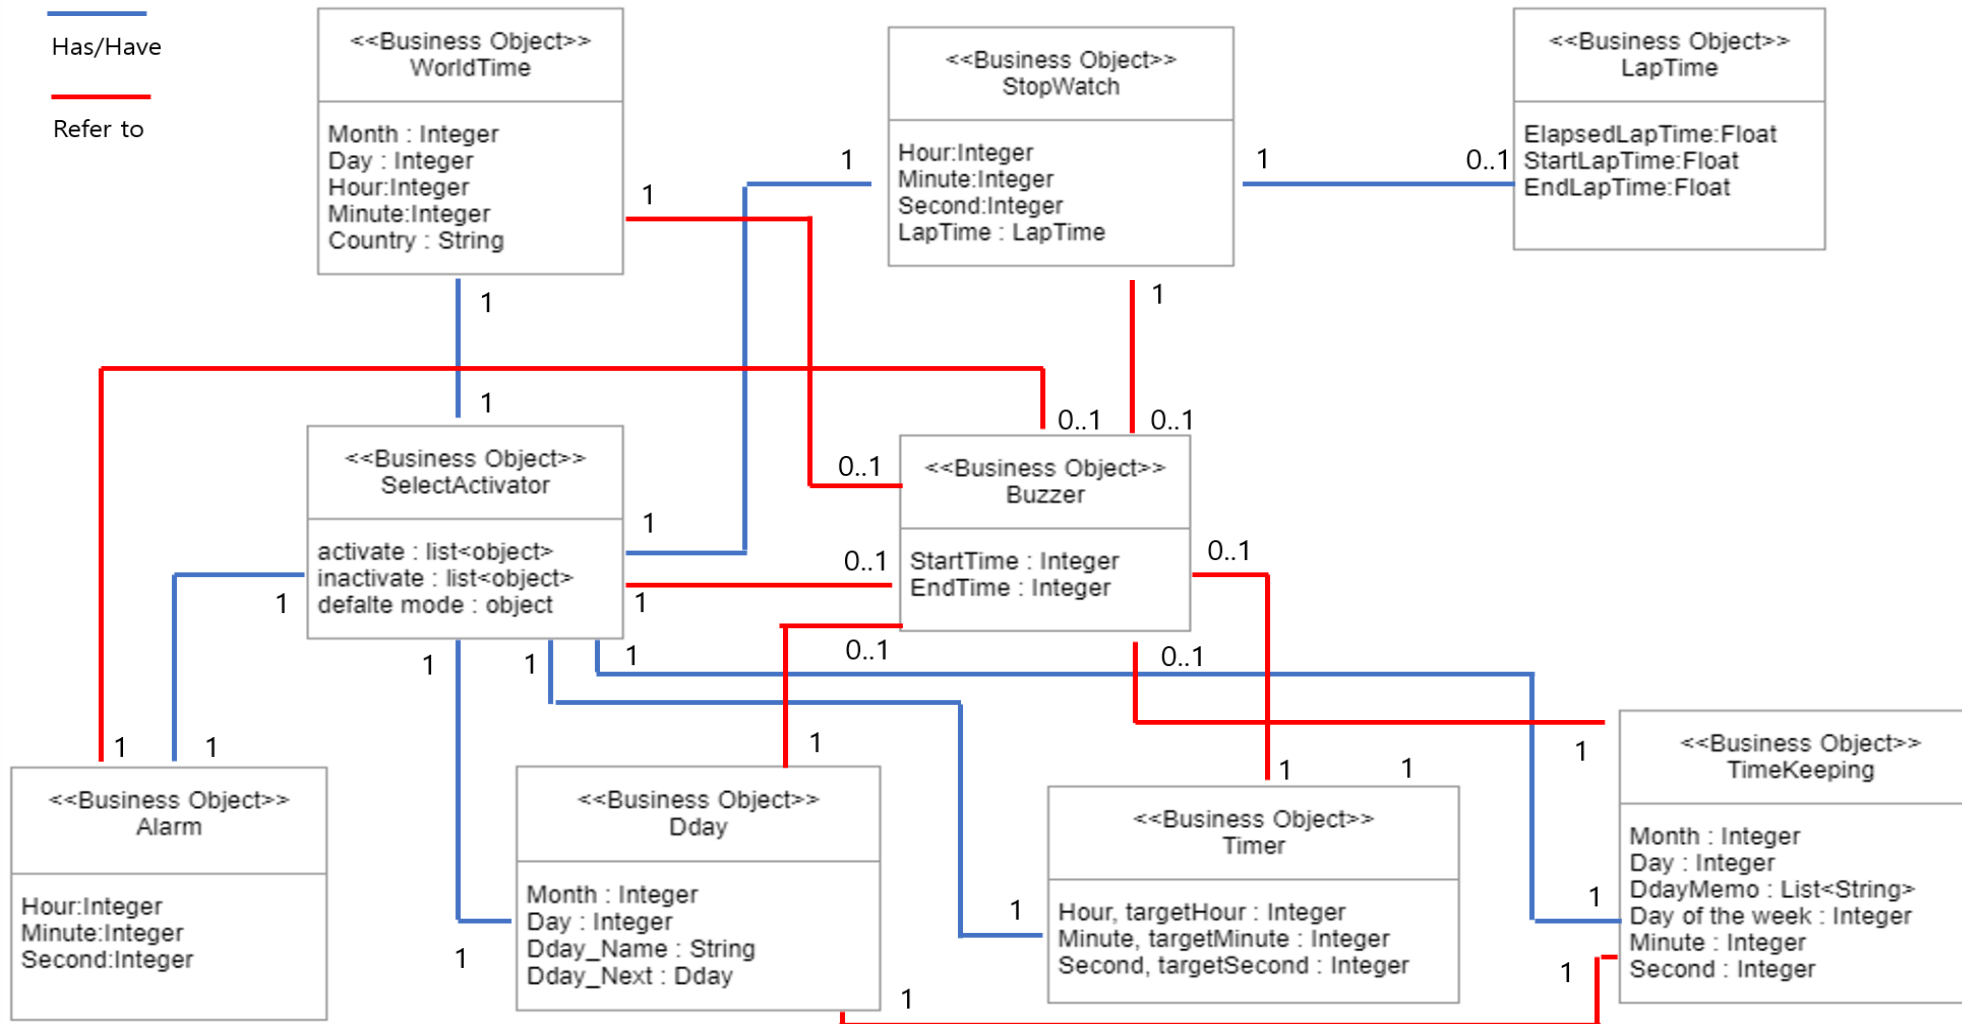 Has/Have
Refer to
<<Business Object>>
WorldTime
Month : Integer
Day : Integer
Hour:Integer
Minute:Integer
Country : String
<<Business Object>>
StopWatch
Hour:Integer
Minute:Integer
Second:Integer
LapTime : LapTime
<<Business Object>>
LapTime
ElapsedLapTime:Float
StartLapTime:Float
EndLapTime:Float
1
1
1
0..1
1
1
1
0..1
0..1
0..1
<<Business Object>>
SelectActivator
activate : list<object>
inactivate : list<object>
defalte mode : object
<<Business Object>>
Buzzer
StartTime : Integer
EndTime : Integer
1
0..1
0..1
1
1
1
1
1
0..1
0..1
1
1
1
1
1
1
<<Business Object>>
Alarm
Hour:Integer
Minute:Integer
Second:Integer
<<Business Object>>
Dday
Month : Integer
Day : Integer
Dday_Name : String
Dday_Next : Dday
<<Business Object>>
Timer
Hour, targetHour : Integer
Minute, targetMinute : Integer
Second, targetSecond : Integer
<<Business Object>>
TimeKeeping
Month : Integer
Day : Integer
DdayMemo : List<String>
Day of the week : Integer
Minute : Integer
Second : Integer
1
1
1
1
1